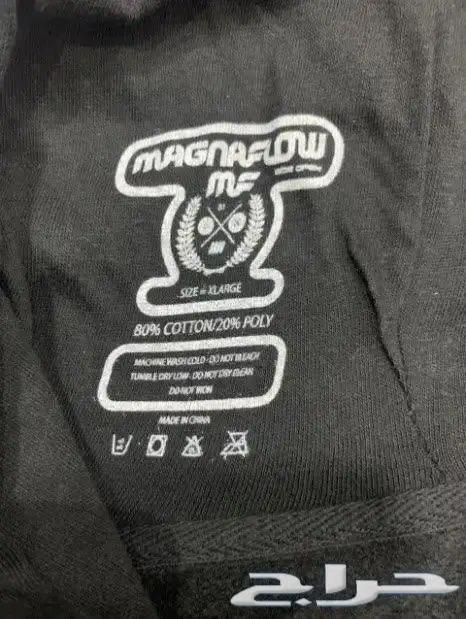 MAGNAFLOW
MF
SIZE = XLARGE
80% COTTON/20% POLY
MACHINE WASH COLD - DO NOT BLEACH
TUMBLE DRY LOW - DO NOT DRY CLEAN
DO NOT IRON
MADE IN CHINA
حراج